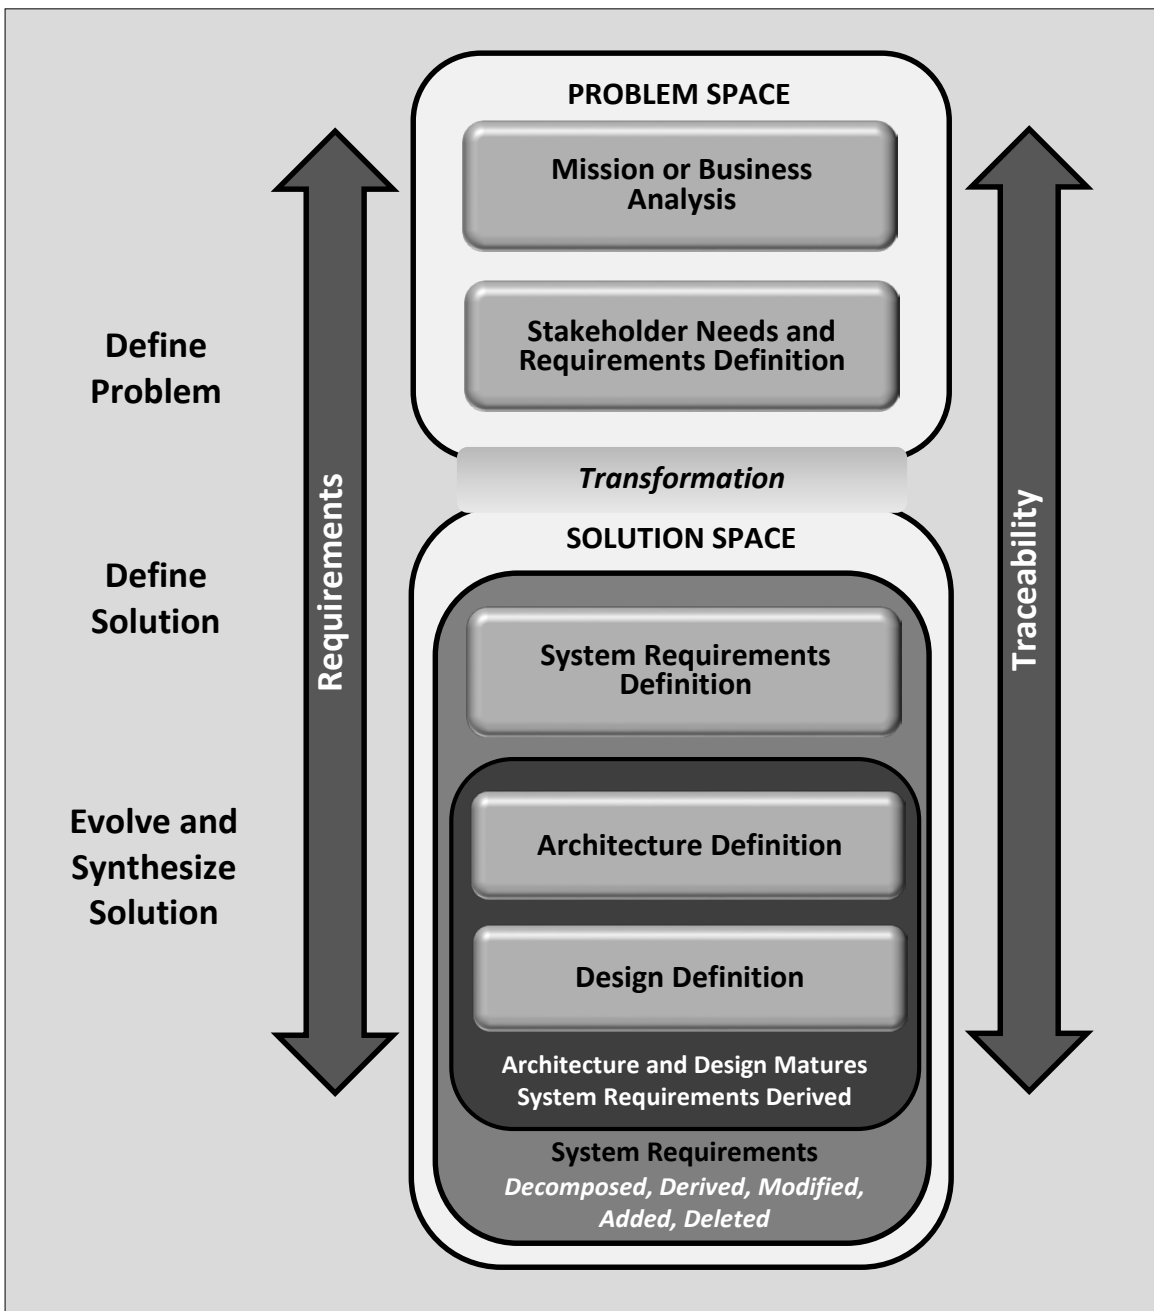 PROBLEM SPACE
Mission or Business
Analysis
Stakeholder Needs and
Requirements Definition
Define
Problem
Transformation
Requirements
Traceability
SOLUTION SPACE
Define
Solution
System Requirements
Definition
Evolve and
Synthesize
Solution
Architecture Definition
Design Definition
Architecture and Design Matures
System Requirements Derived
System Requirements
Decomposed, Derived, Modified,
Added, Deleted